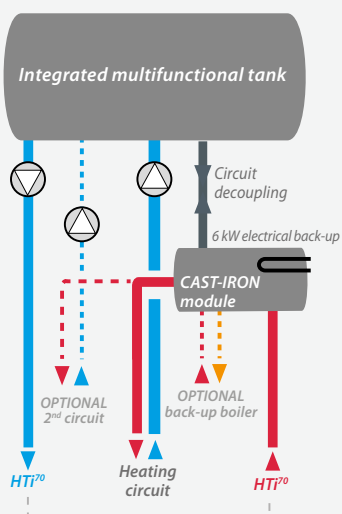 Integrated multifunctional tank
Circuit
decoupling
6 kW electrical back-up
CAST-IRON
module
OPTIONAL
2nd circuit
OPTIONAL
back-up boiler
HTi70
Heating
circuit
HTi70